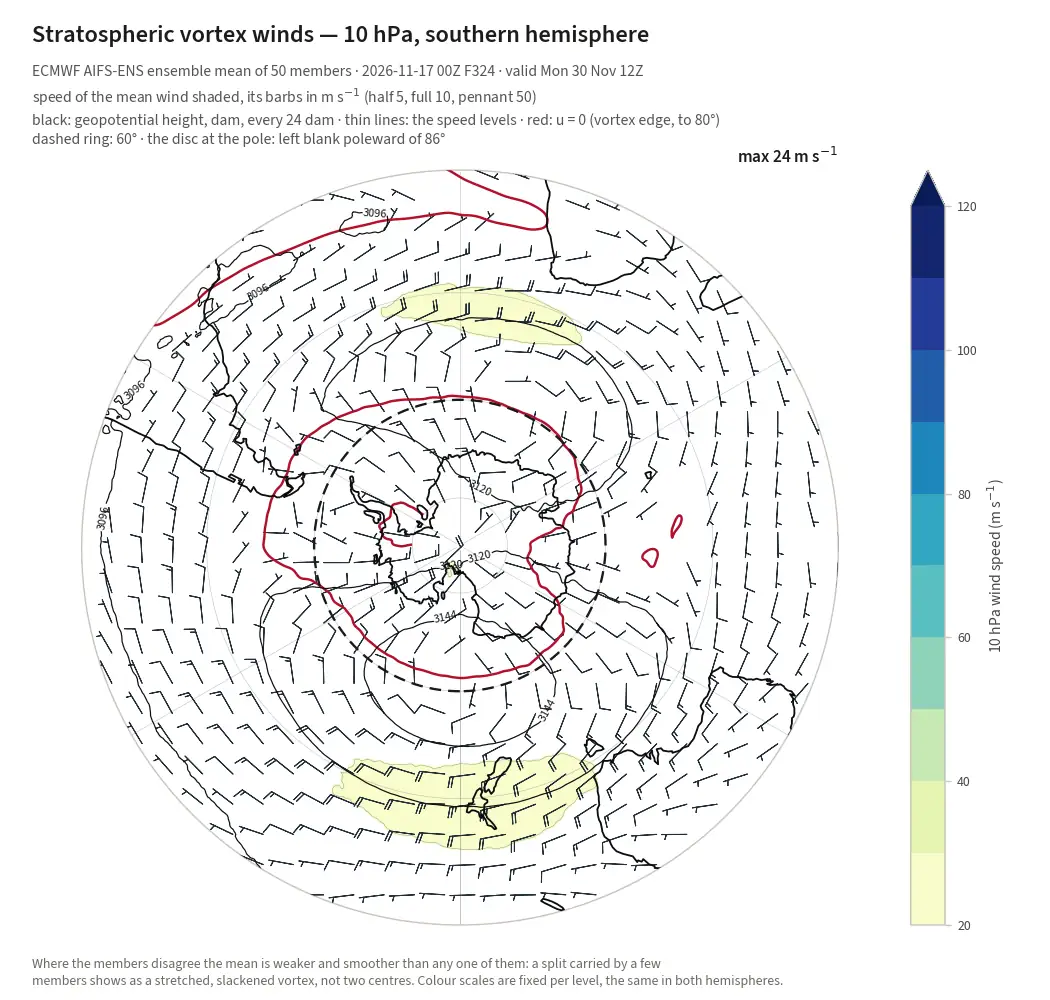 Stratospheric vortex winds — 10 hPa, southern hemisphere
ECMWF AIFS-ENS ensemble mean of 50 members · 2026-11-17 00Z F324 · valid Mon 30 Nov 12Z
speed of the mean wind shaded, its barbs in m s⁻¹ (half 5, full 10, pennant 50)
black: geopotential height, dam, every 24 dam · thin lines: the speed levels · red: u = 0 (vortex edge, to 80°)
dashed ring: 60° · the disc at the pole: left blank poleward of 86°
max 24 m s⁻¹
120
100
80
60
40
20
10 hPa wind speed (m s⁻¹)
3096
3096
3096
3096
3120
3120
3144
3144
Where the members disagree the mean is weaker and smoother than any one of them: a split carried by a few
members shows as a stretched, slackened vortex, not two centres. Colour scales are fixed per level, the same in both hemispheres.